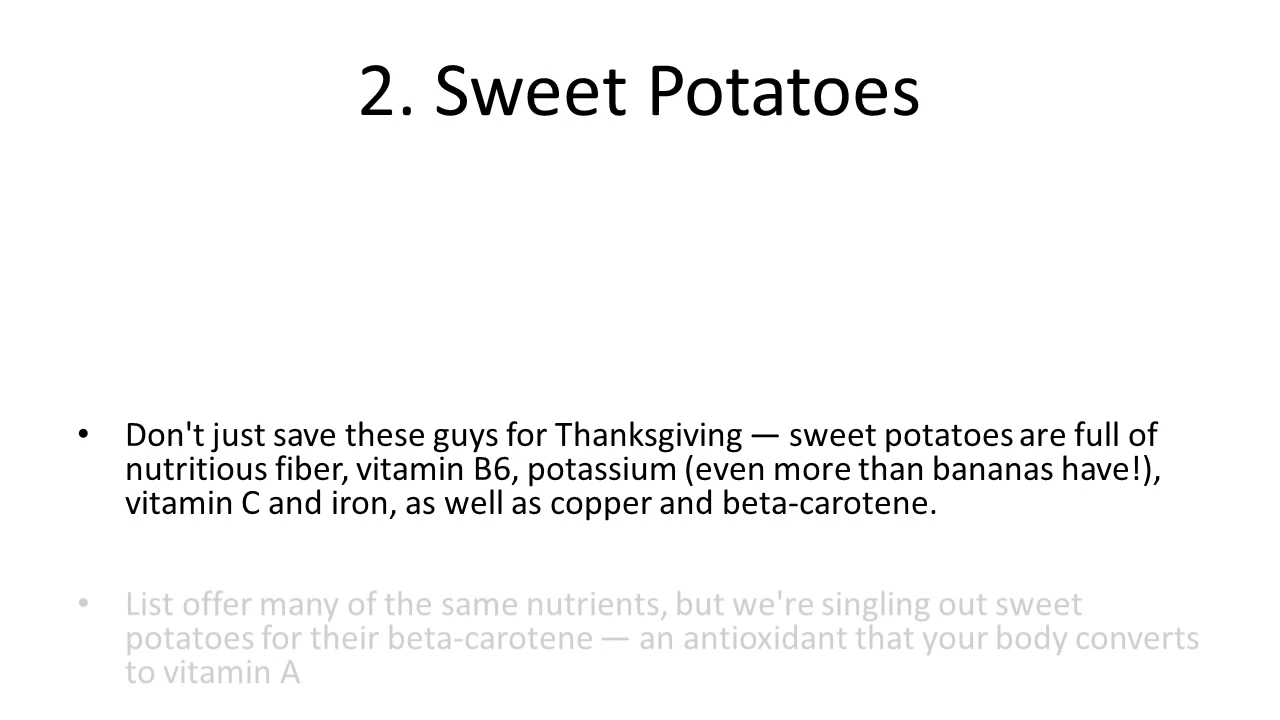 2. Sweet Potatoes
• Don't just save these guys for Thanksgiving — sweet potatoes are full of
nutritious fiber, vitamin B6, potassium (even more than bananas have!),
vitamin C and iron, as well as copper and beta-carotene.
• List offer many of the same nutrients, but we're singling out sweet
potatoes for their beta-carotene — an antioxidant that your body converts
to vitamin A